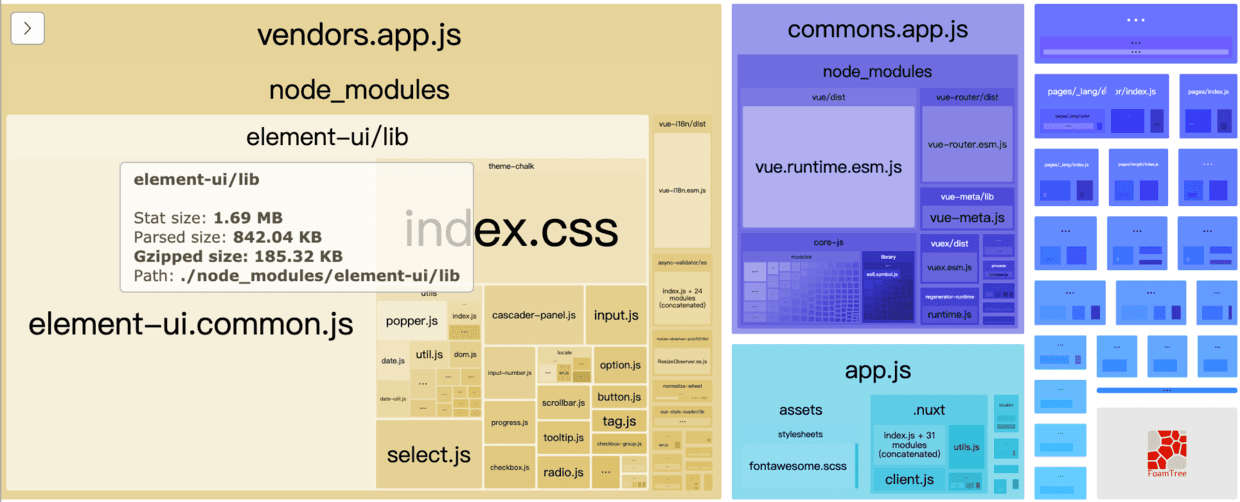 vendors.app.js
node_modules
element-ui/lib
element-ui/lib
Stat size: 1.69 MB
Parsed size: 842.04 KB
Gzipped size: 185.32 KB
Path: ./node_modules/element-ui/lib
element-ui.common.js
theme-chalk
index.css
utils
popper.js
index.js
...
date.js
util.js
dom.js
date-util.js
select.js
cascader-panel.js
input.js
input-number.js
locale
option.js
scrollbar.js
button.js
progress.js
tag.js
tooltip.js
checkbox-group.js
checkbox.js
radio.js
...
vue-i18n/dist
vue-i18n.esm.js
async-validator/es
index.js + 24
modules
(concatenated)
resize-observer-polyfill/dist
ResizeObserver.es.js
normalize-wheel
vue-style-loader/lib
...
commons.app.js
node_modules
vue/dist
vue.runtime.esm.js
vue-router/dist
vue-router.esm.js
vue-meta/lib
vue-meta.js
core-js
modules
library
es6.symbol.js
vuex/dist
vuex.esm.js
process
regenerator-runtime
runtime.js
app.js
assets
stylesheets
fontawesome.scss
.nuxt
index.js + 31
modules
(concatenated)
utils.js
client.js
...
pages/index.js
pages/_lang/index.js
FoamTree